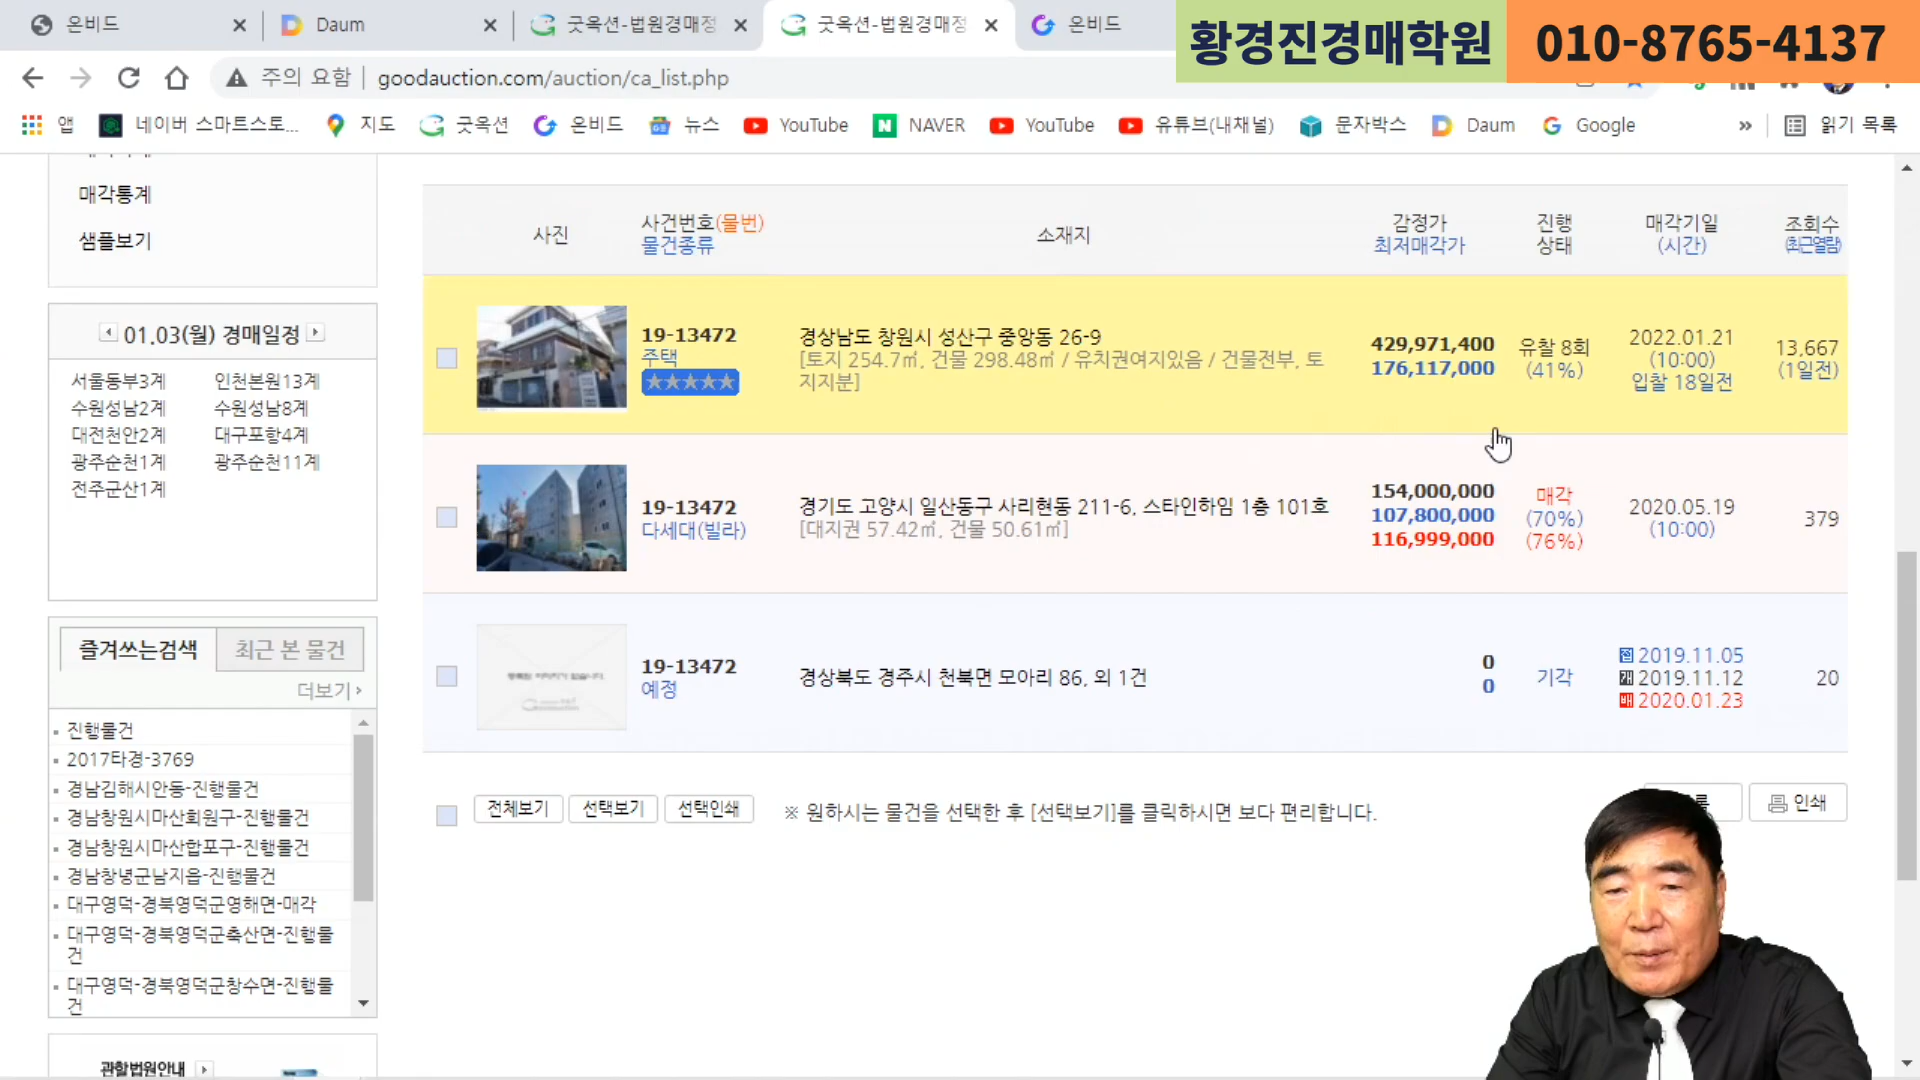 온비드
Daum
굿옥션-법원경매정
굿옥션-법원경매정
온비드
황경진경매학원
010-8765-4137
주의 요함
goodauction.com/auction/ca_list.php
앱
네이버 스마트스토...
지도
굿옥션
온비드
뉴스
YouTube
NAVER
YouTube
유튜브(내채널)
문자박스
Daum
Google
»
읽기 목록
매각통계
샘플보기
01.03(월) 경매일정
서울동부3계 인천본원13계
수원성남2계 수원성남8계
대전천안2계 대구포항4계
광주순천1계 광주순천11계
전주군산1계
즐겨쓰는검색
최근 본 물건
더보기
진행물건
2017타경-3769
경남김해시안동-진행물건
경남창원시마산회원구-진행물건
경남창원시마산합포구-진행물건
경남창녕군남지읍-진행물건
대구영덕-경북영덕군영해면-매각
대구영덕-경북영덕군축산면-진행물
건
대구영덕-경북영덕군창수면-진행물
건
관할법원안내
사진
사건번호(물번)
물건종류
소재지
감정가
최저매각가
진행
상태
매각기일
(시간)
조회수
(최근열람)
19-13472
주택
★★★★★
경상남도 창원시 성산구 중앙동 26-9
[토지 254.7㎡, 건물 298.48㎡ / 유치권여지있음 / 건물전부, 토
지지분]
429,971,400
176,117,000
유찰 8회
(41%)
2022.01.21
(10:00)
입찰 18일전
13,667
(1일전)
19-13472
다세대(빌라)
경기도 고양시 일산동구 사리현동 211-6, 스타인하임 1층 101호
[대지권 57.42㎡, 건물 50.61㎡]
154,000,000
107,800,000
116,999,000
매각
(70%)
(76%)
2020.05.19
(10:00)
379
19-13472
예정
경상북도 경주시 천북면 모아리 86, 외 1건
0
0
기각
2019.11.05
2019.11.12
2020.01.23
20
전체보기
선택보기
선택인쇄
※ 원하시는 물건을 선택한 후 [선택보기]를 클릭하시면 보다 편리합니다.
인쇄